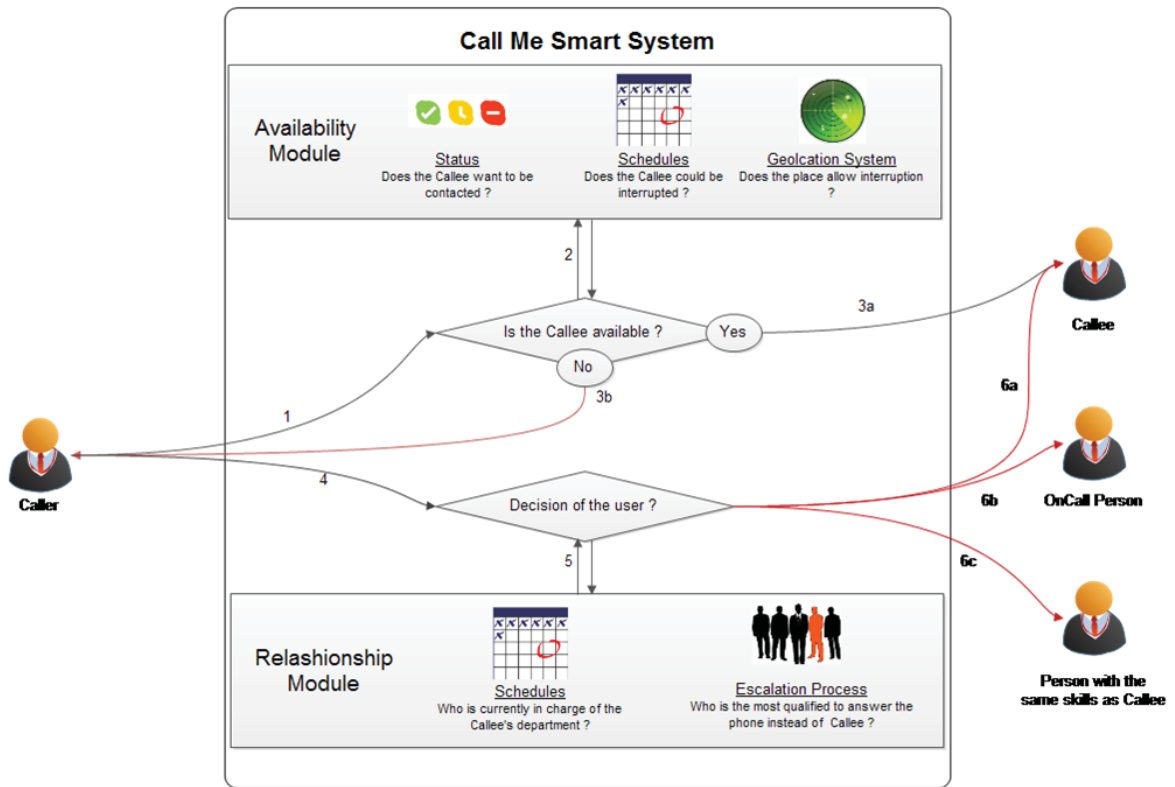 Call Me Smart System
Availability
Module
Status
Does the Callee want to be
contacted ?
Schedules
Does the Callee could be
interrupted ?
Geolcation System
Does the place allow interruption
?
2
Is the Callee available ?
Yes
3a
No
3b
Callee
1
6a
Caller
4
Decision of the user ?
6b
OnCall Person
5
6c
Relashionship
Module
Schedules
Who is currently in charge of the
Callee's department ?
Escalation Process
Who is the most qualified to answer the
phone instead of Callee ?
Person with the
same skills as Callee